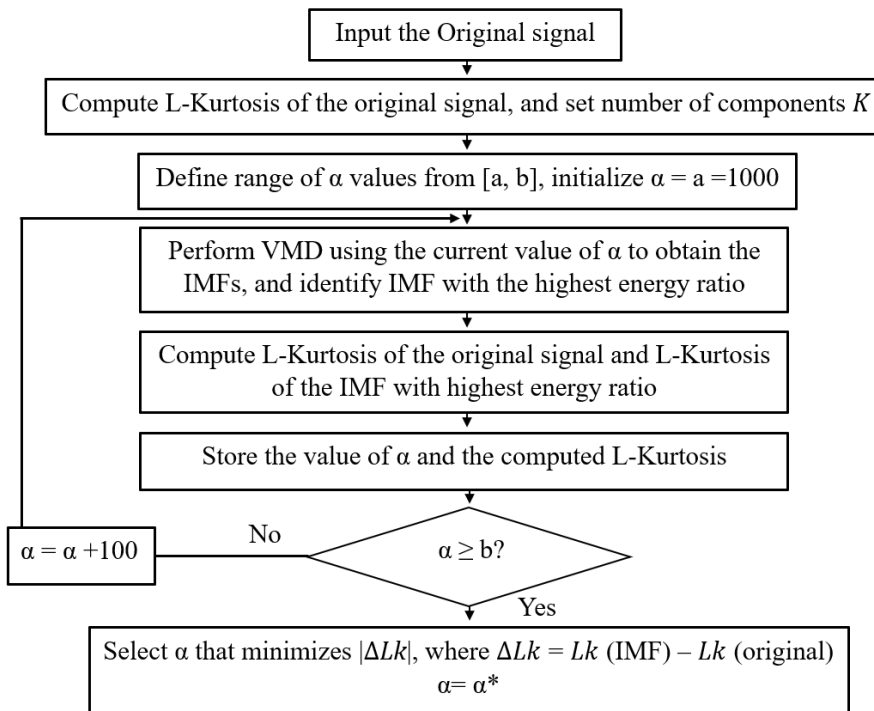 Input the Original signal
Compute L-Kurtosis of the original signal, and set number of components K
Define range of α values from [a, b], initialize α = a =1000
Perform VMD using the current value of α to obtain the
IMFs, and identify IMF with the highest energy ratio
Compute L-Kurtosis of the original signal and L-Kurtosis
of the IMF with highest energy ratio
Store the value of α and the computed L-Kurtosis
No
α = α +100
α ≥ b?
Yes
Select α that minimizes |ΔLk|, where ΔLk = Lk (IMF) – Lk (original)
α= α*